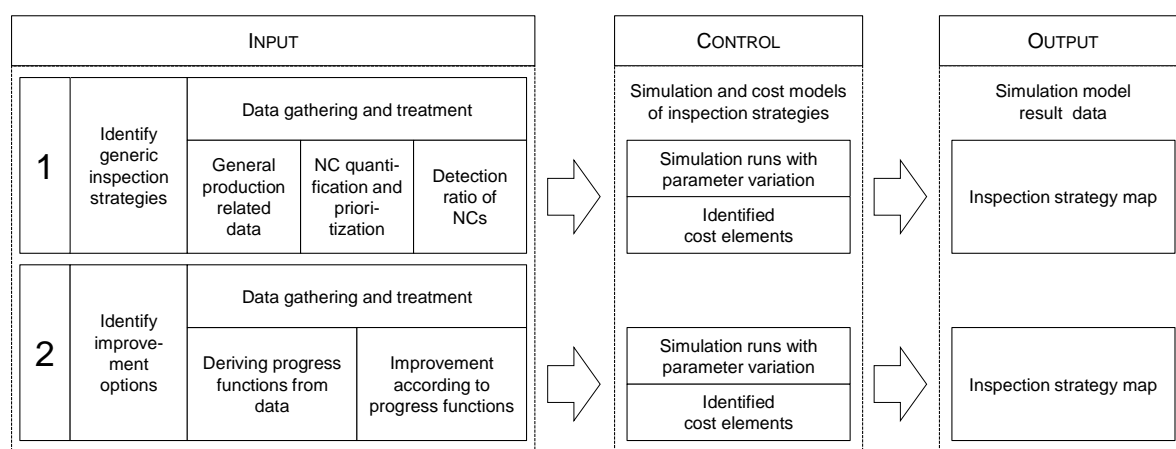 INPUT
CONTROL
OUTPUT
1
Identify
generic
inspection
strategies
Data gathering and treatment
General
production
related
data
NC quanti-
fication and
priori-
tization
Detection
ratio of
NCs
Simulation and cost models
of inspection strategies
Simulation runs with
parameter variation
Identified
cost elements
Simulation model
result data
Inspection strategy map
2
Identify
improve-
ment
options
Data gathering and treatment
Deriving progress
functions from
data
Improvement
according to
progress functions
Simulation runs with
parameter variation
Identified
cost elements
Inspection strategy map